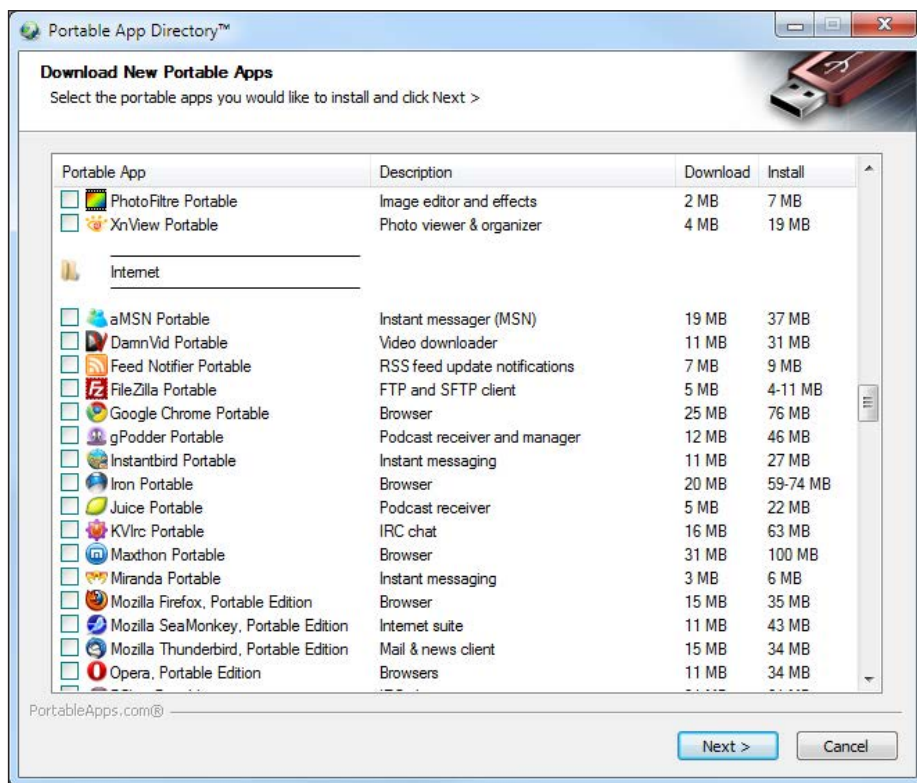 Portable App Directory™
Download New Portable Apps
Select the portable apps you would like to install and click Next >
Portable App Description Download Install
PhotoFiltre Portable Image editor and effects 2 MB 7 MB
XnView Portable Photo viewer & organizer 4 MB 19 MB
Internet
aMSN Portable Instant messager (MSN) 19 MB 37 MB
DamnVid Portable Video downloader 11 MB 31 MB
Feed Notifier Portable RSS feed update notifications 7 MB 9 MB
FileZilla Portable FTP and SFTP client 5 MB 4-11 MB
Google Chrome Portable Browser 25 MB 76 MB
gPodder Portable Podcast receiver and manager 12 MB 46 MB
Instantbird Portable Instant messaging 11 MB 27 MB
Iron Portable Browser 20 MB 59-74 MB
Juice Portable Podcast receiver 5 MB 22 MB
KVIrc Portable IRC chat 16 MB 63 MB
Maxthon Portable Browser 31 MB 100 MB
Miranda Portable Instant messaging 3 MB 6 MB
Mozilla Firefox, Portable Edition Browser 15 MB 35 MB
Mozilla SeaMonkey, Portable Edition Internet suite 11 MB 43 MB
Mozilla Thunderbird, Portable Edition Mail & news client 15 MB 34 MB
Opera, Portable Edition Browsers 11 MB 34 MB
PortableApps.com®
Next > Cancel